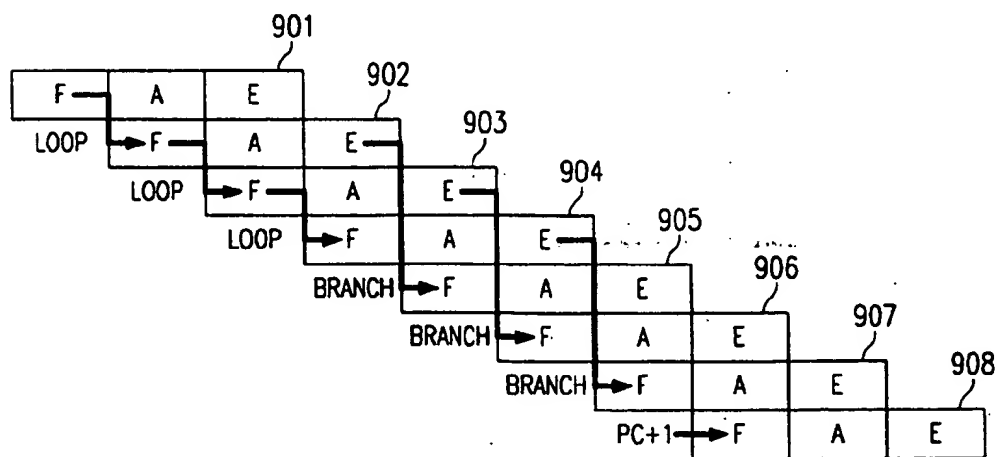 901
F A E
902
LOOP F A E
903
LOOP F A E
904
LOOP F A E
905
BRANCH F A E
906
BRANCH F A E
907
BRANCH F A E
908
PC+1 F A E